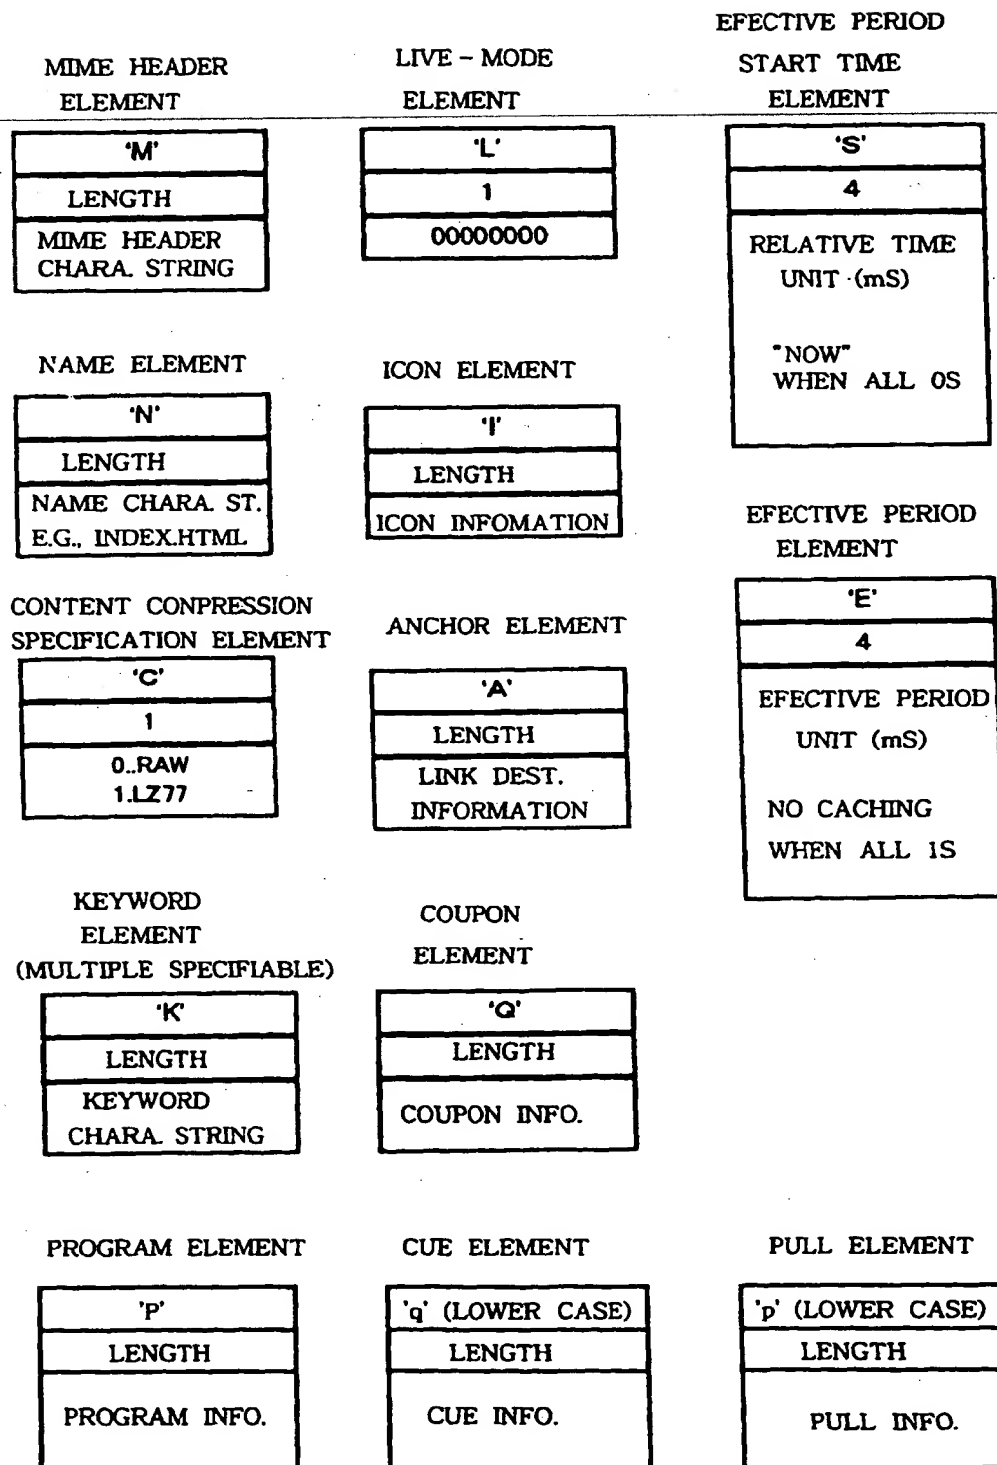 MIME HEADER
ELEMENT
'M'
LENGTH
MIME HEADER
CHARA. STRING
LIVE - MODE
ELEMENT
'L'
1
00000000
EFECTIVE PERIOD
START TIME
ELEMENT
'S'
4
RELATIVE TIME
UNIT (mS)
"NOW"
WHEN ALL 0S
NAME ELEMENT
'N'
LENGTH
NAME CHARA. ST.
E.G., INDEX.HTML
ICON ELEMENT
'I'
LENGTH
ICON INFOMATION
EFECTIVE PERIOD
ELEMENT
'E'
4
EFECTIVE PERIOD
UNIT (mS)
NO CACHING
WHEN ALL 1S
CONTENT CONPRESSION
SPECIFICATION ELEMENT
'C'
1
0..RAW
1.LZ77
ANCHOR ELEMENT
'A'
LENGTH
LINK DEST.
INFORMATION
KEYWORD
ELEMENT
(MULTIPLE SPECIFIABLE)
'K'
LENGTH
KEYWORD
CHARA. STRING
COUPON
ELEMENT
'Q'
LENGTH
COUPON INFO.
PROGRAM ELEMENT
'P'
LENGTH
PROGRAM INFO.
CUE ELEMENT
'q' (LOWER CASE)
LENGTH
CUE INFO.
PULL ELEMENT
'p' (LOWER CASE)
LENGTH
PULL INFO.